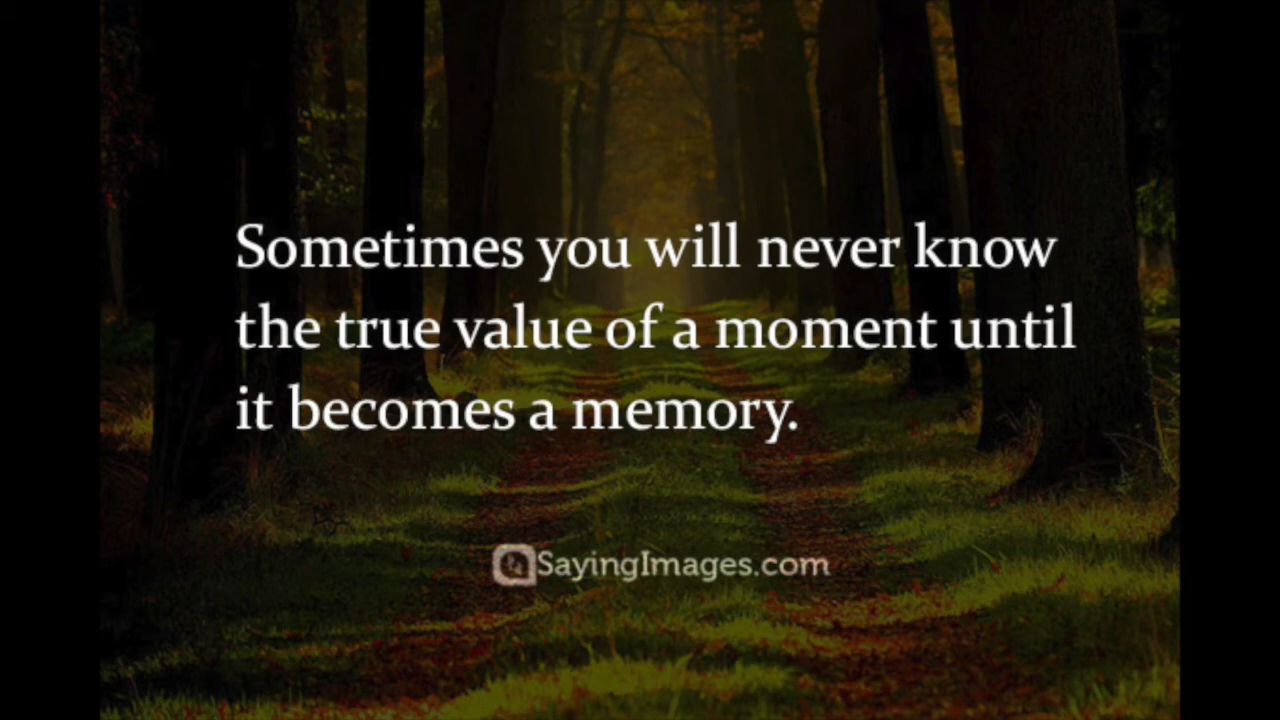 Sometimes you will never know
the true value of a moment until
it becomes a memory.
SayingImages.com